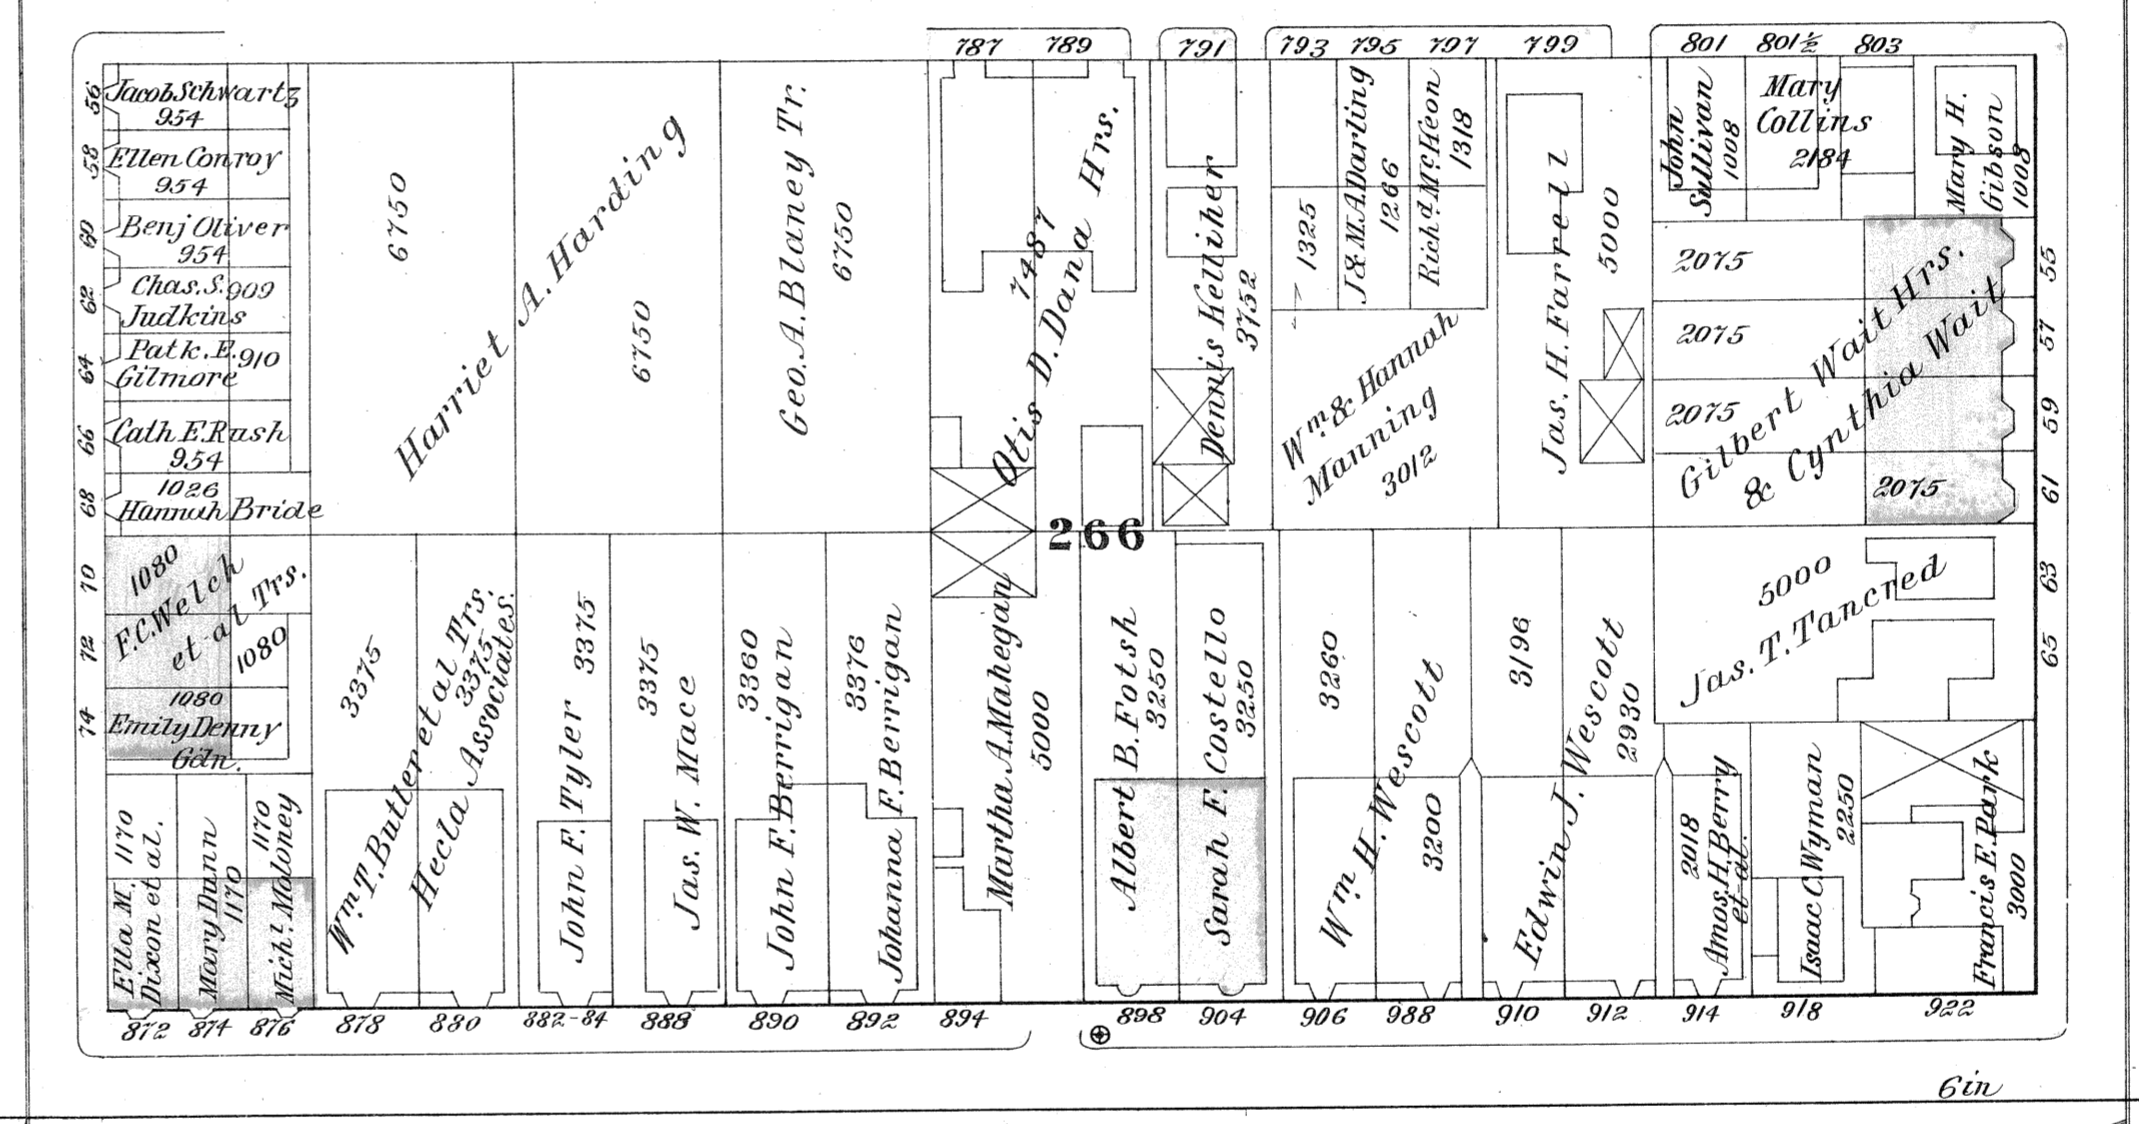 787 789 791 793 795 797 799 801 801½ 803
56
Jacob Schwartz
954
58
Ellen Conroy
954
60
Benj Oliver
954
62
Chas. S. 909
Judkins
64
Patk. E. 910
Gilmore
66
Cath E. Rush
954
68
1026
Hannah Bride
6750
Harriet A. Harding
6750
Geo. A. Blaney Tr.
6750
7487
Otis D. Dana Hrs.
Dennis Kelliher
3752
1325
J & M. A. Darling
1266
Richd. McKeon
1318
Wm. & Hannah
Manning
3012
Jas. H. Farrell
5000
John
Sullivan
1008
Mary
Collins
2184
Mary H.
Gibson
1008
2075
2075
2075
2075
Gilbert Wait Hrs.
& Cynthia Wait
55
57
59
61
266
70
1080
F. C. Welch
et al Trs.
72
1080
74
1080
Emily Denny
Gdn.
3375
Wm. T. Butler et al Trs.
3375
Hecla Associates.
John F. Tyler 3375
3375
Jas. W. Mace
3360
John F. Berrigan
3376
Johanna F. Berrigan
Martha A. Mahegan
5000
Albert B. Fotsh
3250
Sarah F. Costello
3250
3260
Wm. H. Wescott
3200
3196
Edwin J. Wescott
2930
5000
Jas. T. Tancred
63
65
Ella M. 1170
Dixon et al.
Mary Dunn
1170
1170
Michl. Maloney
2018
Amos H. Berry
et al.
Isaac C. Wyman
2250
Francis E. Park
3000
872 874 876 878 880 882-84 888 890 892 894 898 904 906 988 910 912 914 918 922
6in